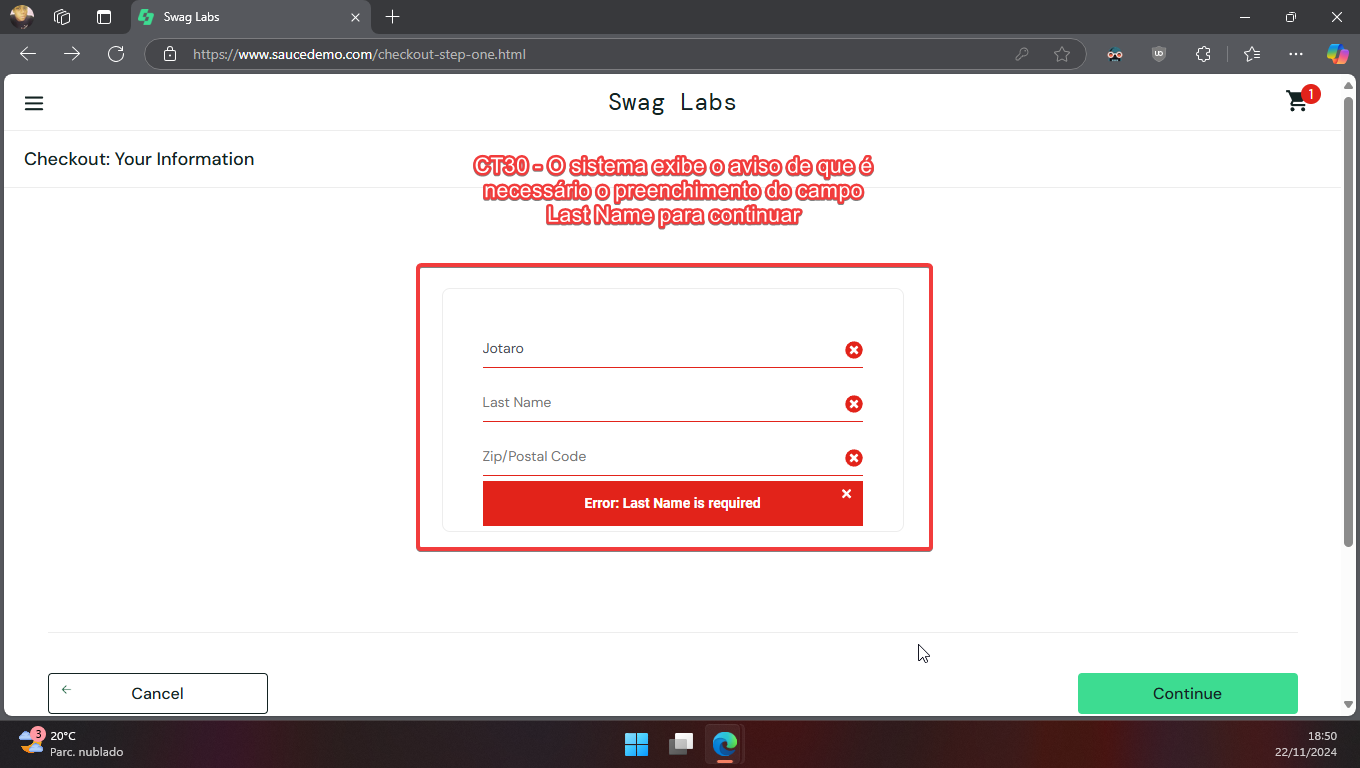 Swag Labs
https://www.saucedemo.com/checkout-step-one.html
UD
Swag Labs
1
Checkout: Your Information
CT30 - O sistema exibe o aviso de que é
necessário o preenchimento do campo
Last Name para continuar
Jotaro
Last Name
Zip/Postal Code
Error: Last Name is required
Cancel
Continue
3
20°C
Parc. nublado
18:50
22/11/2024